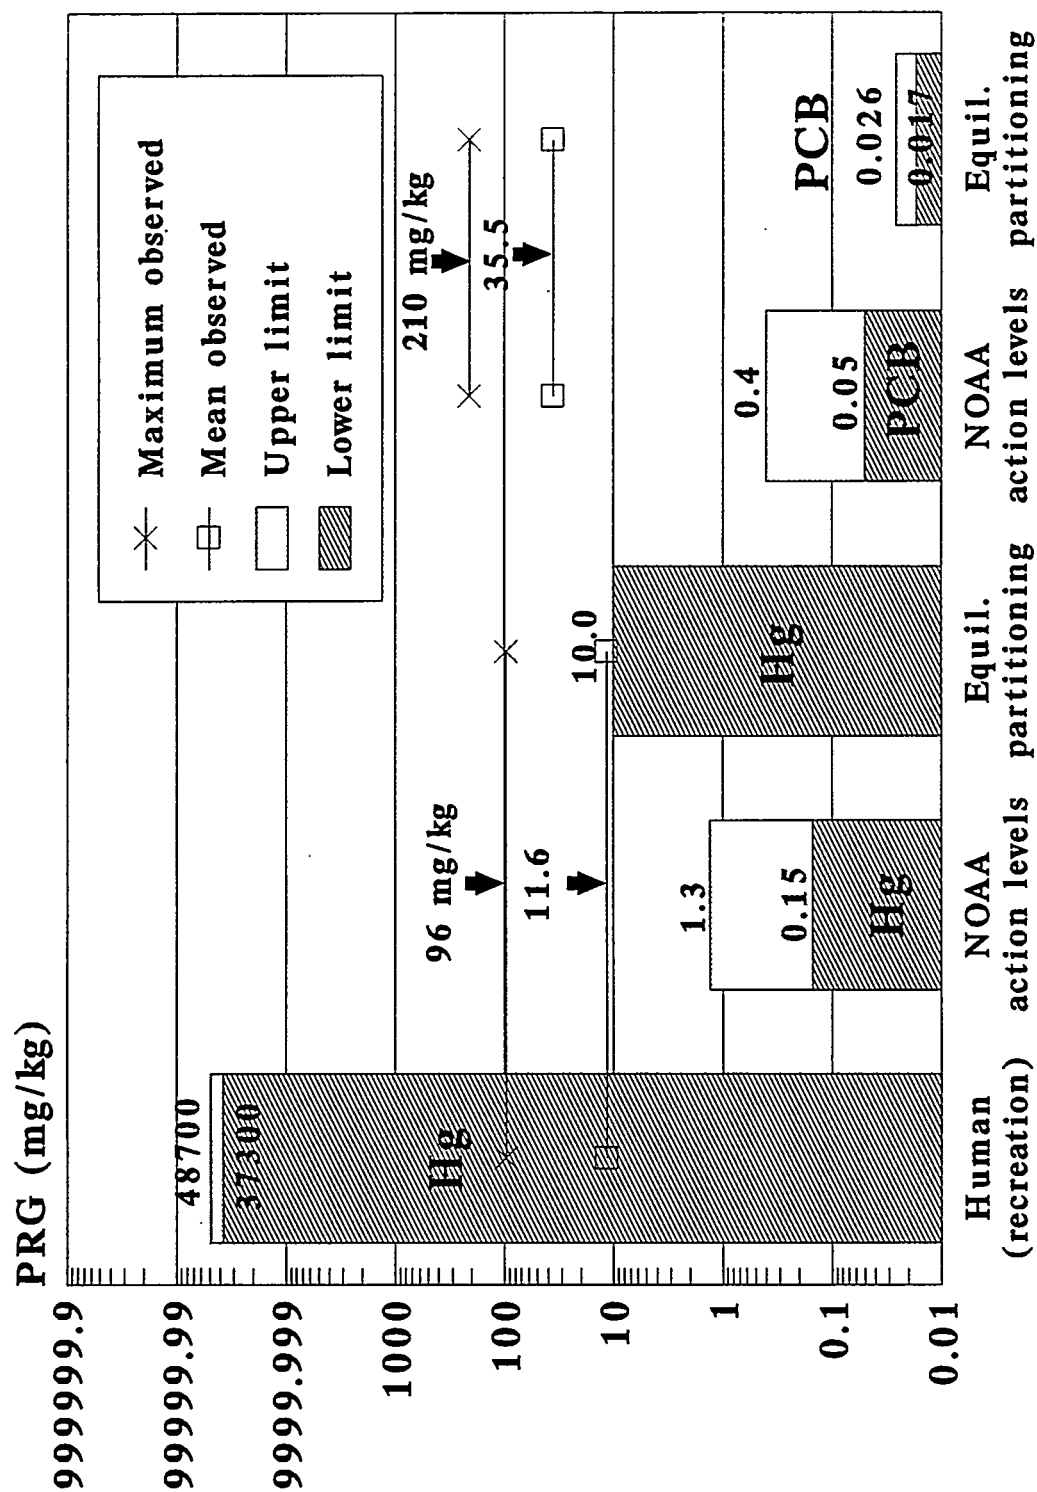 PRG (mg/kg)
999999.9
99999.99
9999.999
1000
100
10
1
0.1
0.01
Maximum observed
Mean observed
Upper limit
Lower limit
48700
37300
Hg
96 mg/kg
11.6
1.3
0.15
Hg
10.0
Hg
210 mg/kg
35.5
0.4
0.05
PCB
PCB
0.026
0.017
Human
(recreation)
NOAA
action levels
Equil.
partitioning
NOAA
action levels
Equil.
partitioning